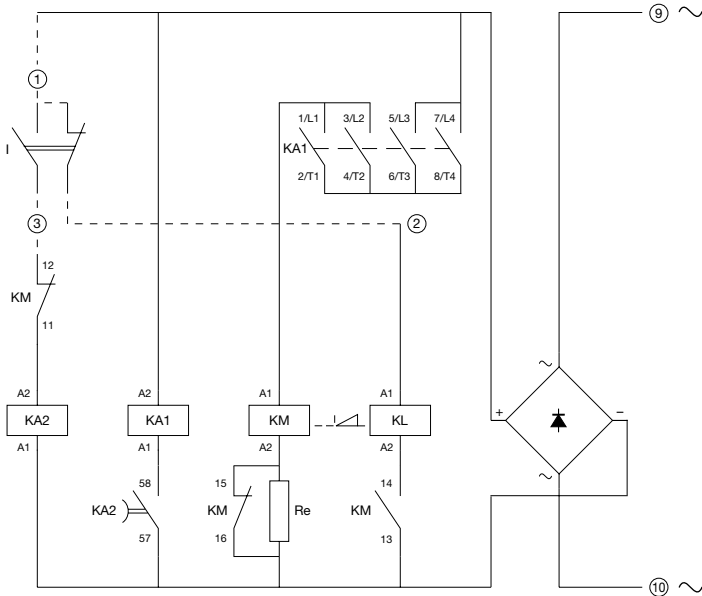 9 ~
1
1/L1 3/L2 5/L3 7/L4
I
KA1
2/T1 4/T2 6/T3 8/T4
3
2
12
KM
11
~
A2 A2 A1 A1
+ −
KA2 KA1 KM KL
A1 A1 A2 A2
~
58 15 14
KA2 KM Re KM
57 16 13
10 ~